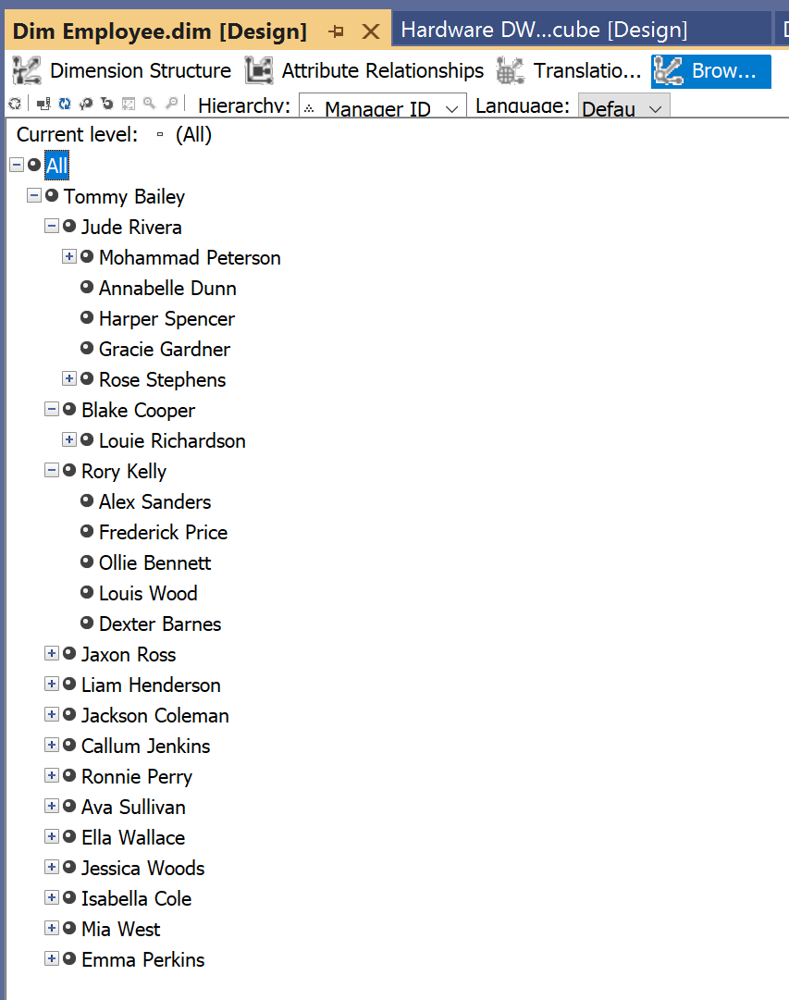 Dim Employee.dim [Design] Hardware DW...cube [Design]
Dimension Structure Attribute Relationships Translatio... Brow...
Hierarchy: Manager ID Language: Defau
Current level: (All)
All
Tommy Bailey
Jude Rivera
Mohammad Peterson
Annabelle Dunn
Harper Spencer
Gracie Gardner
Rose Stephens
Blake Cooper
Louie Richardson
Rory Kelly
Alex Sanders
Frederick Price
Ollie Bennett
Louis Wood
Dexter Barnes
Jaxon Ross
Liam Henderson
Jackson Coleman
Callum Jenkins
Ronnie Perry
Ava Sullivan
Ella Wallace
Jessica Woods
Isabella Cole
Mia West
Emma Perkins